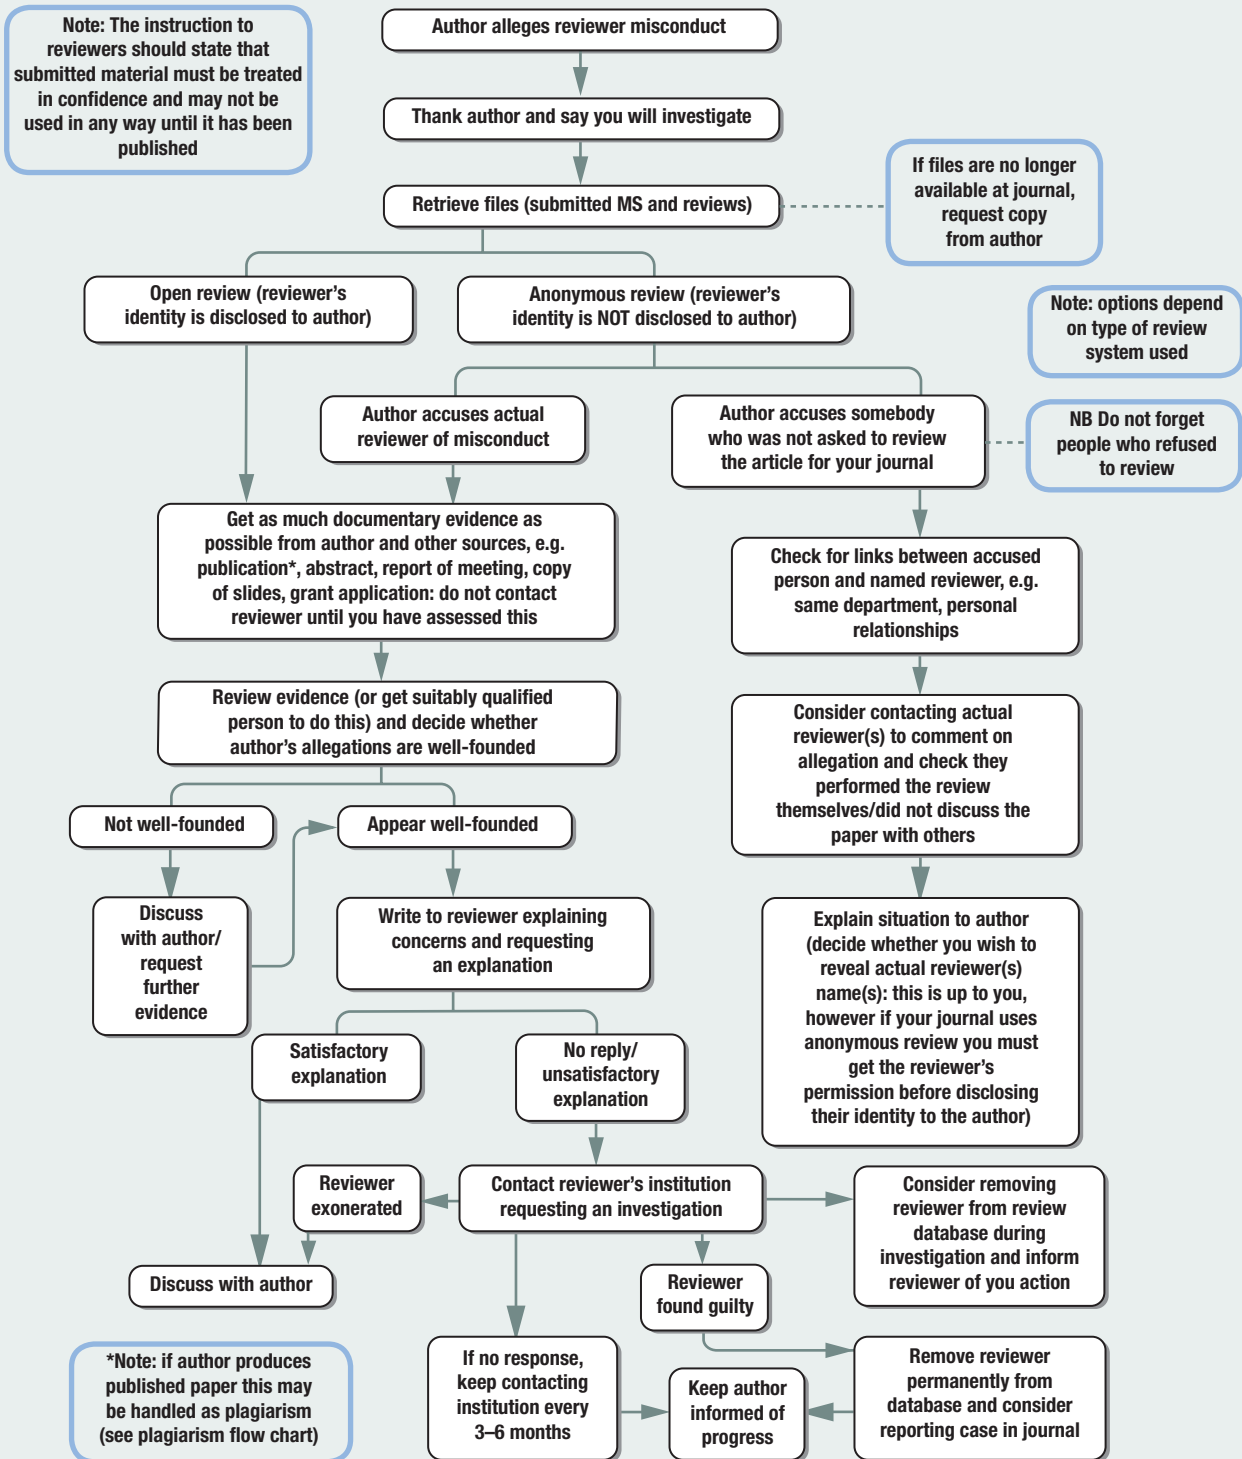 Note: The instruction to
reviewers should state that
submitted material must be treated
in confidence and may not be
used in any way until it has been
published
Author alleges reviewer misconduct
Thank author and say you will investigate
Retrieve files (submitted MS and reviews)
If files are no longer
available at journal,
request copy
from author
Open review (reviewer's
identity is disclosed to author)
Anonymous review (reviewer's
identity is NOT disclosed to author)
Note: options depend
on type of review
system used
Author accuses actual
reviewer of misconduct
Author accuses somebody
who was not asked to review
the article for your journal
NB Do not forget
people who refused
to review
Get as much documentary evidence as
possible from author and other sources, e.g.
publication*, abstract, report of meeting, copy
of slides, grant application: do not contact
reviewer until you have assessed this
Check for links between accused
person and named reviewer, e.g.
same department, personal
relationships
Review evidence (or get suitably qualified
person to do this) and decide whether
author's allegations are well-founded
Consider contacting actual
reviewer(s) to comment on
allegation and check they
performed the review
themselves/did not discuss the
paper with others
Not well-founded
Appear well-founded
Discuss
with author/
request
further
evidence
Write to reviewer explaining
concerns and requesting
an explanation
Explain situation to author
(decide whether you wish to
reveal actual reviewer(s)
name(s): this is up to you,
however if your journal uses
anonymous review you must
get the reviewer's
permission before disclosing
their identity to the author)
Satisfactory
explanation
No reply/
unsatisfactory
explanation
Reviewer
exonerated
Contact reviewer's institution
requesting an investigation
Consider removing
reviewer from review
database during
investigation and inform
reviewer of you action
Discuss with author
Reviewer
found guilty
*Note: if author produces
published paper this may
be handled as plagiarism
(see plagiarism flow chart)
If no response,
keep contacting
institution every
3–6 months
Keep author
informed of
progress
Remove reviewer
permanently from
database and consider
reporting case in journal